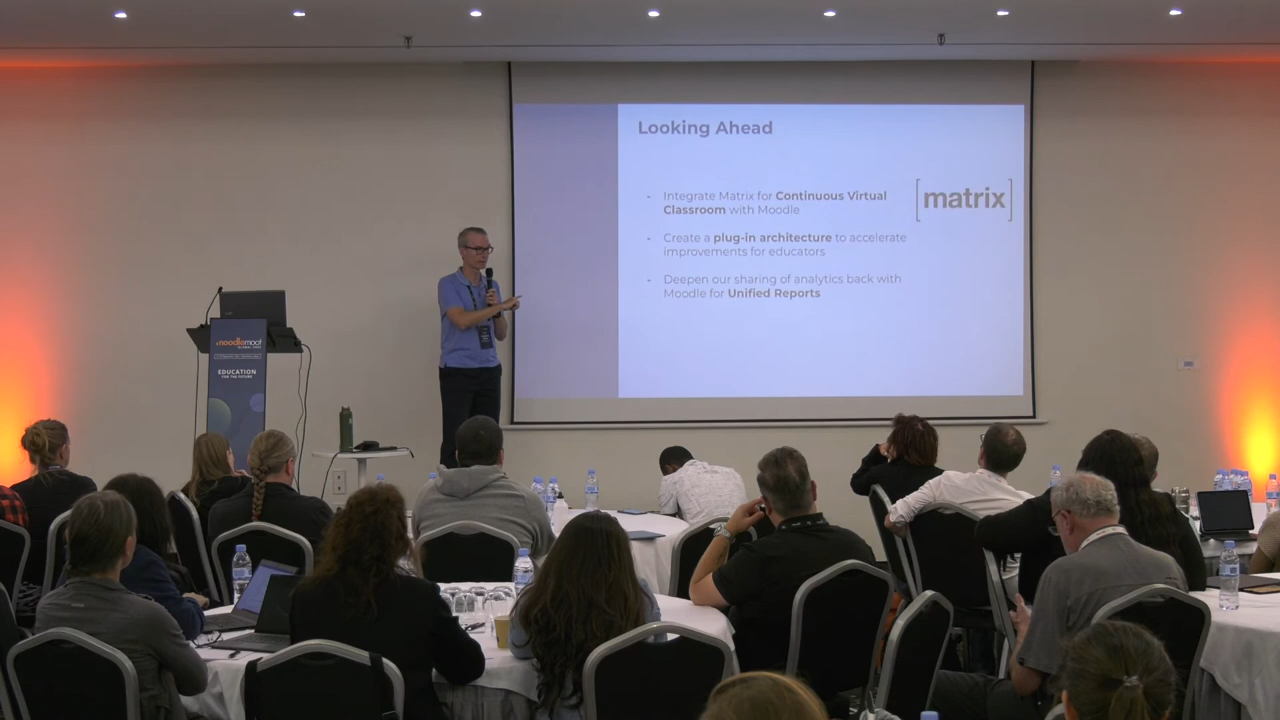 Looking Ahead
- Integrate Matrix for Continuous Virtual
Classroom with Moodle
- Create a plug-in architecture to accelerate
improvements for educators
- Deepen our sharing of analytics back with
Moodle for Unified Reports
[matrix]
moodlemoot
GLOBAL
EDUCATION
FOR THE FUTURE